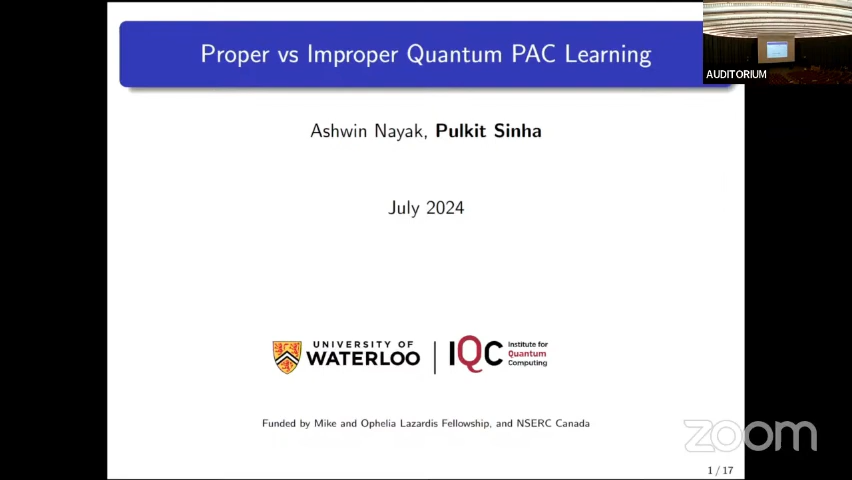 Proper vs Improper Quantum PAC Learning
AUDITORIUM
Ashwin Nayak, Pulkit Sinha
July 2024
UNIVERSITY OF
WATERLOO
IQC
Institute for
Quantum
Computing
Funded by Mike and Ophelia Lazardis Fellowship, and NSERC Canada
zoom
1 / 17